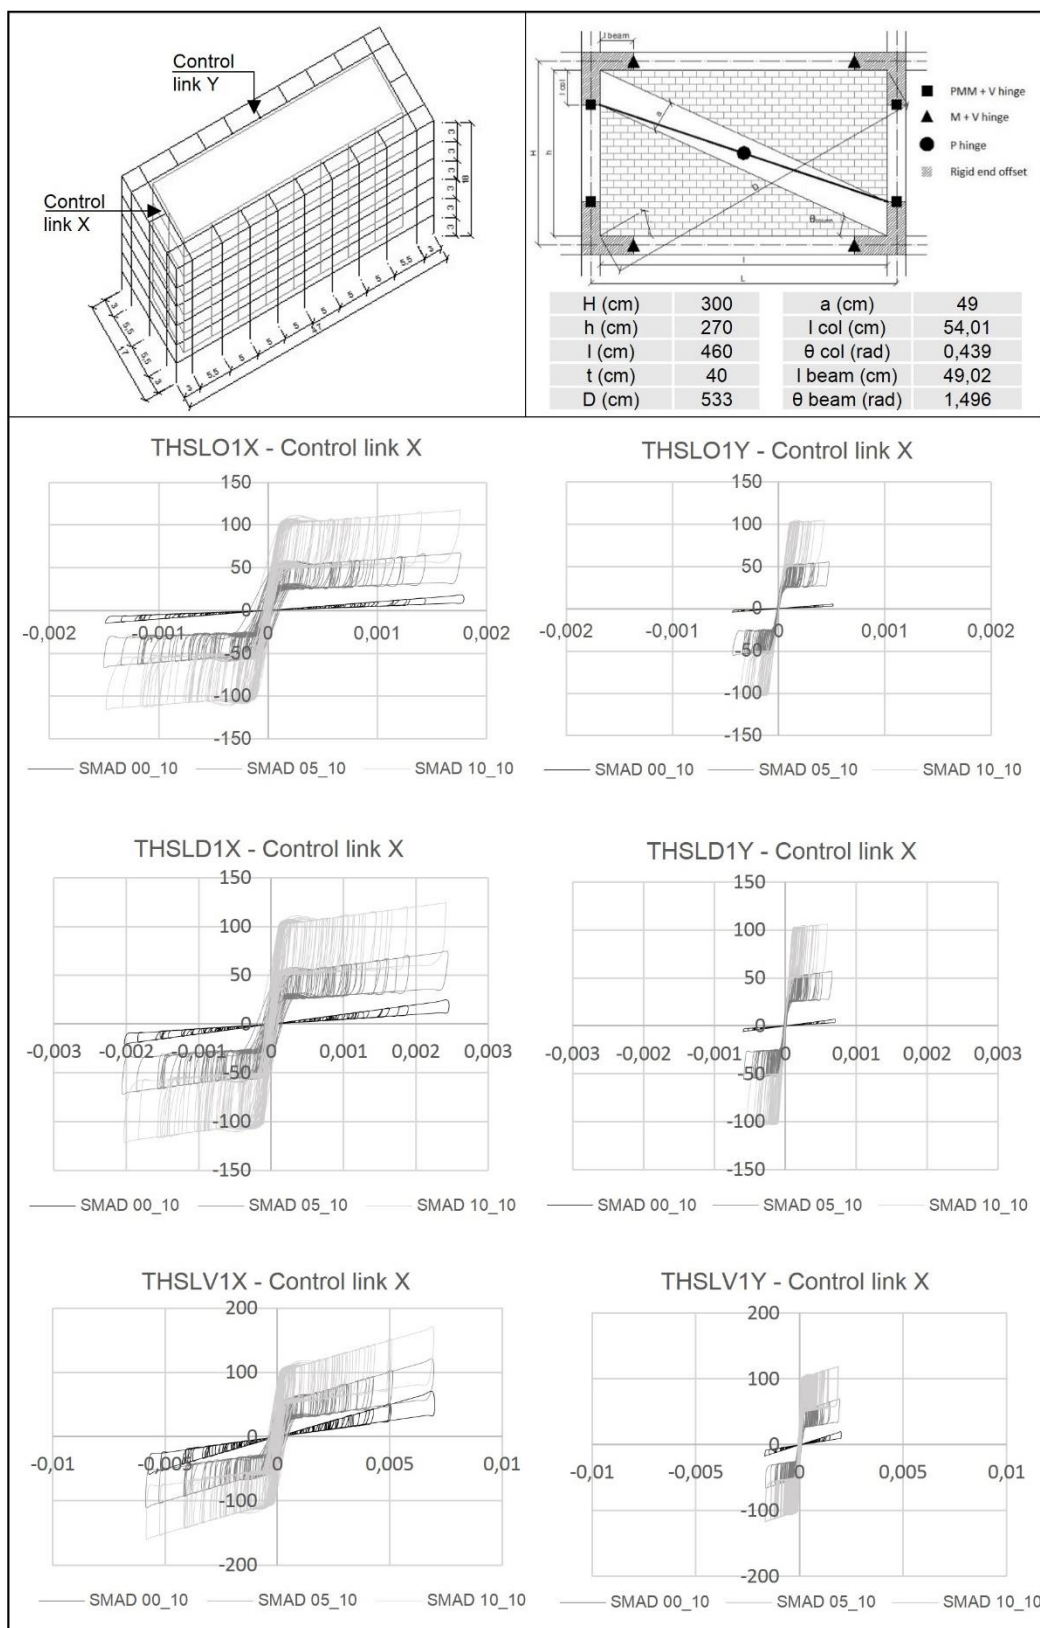 Control
link Y
Control
link X
3
3
3
3
3
3
18
3
5,5
5,5
3
17
3
5,5
5
5
5
5
5
5
5,5
3
47
l beam
l col
H
h
a
D
l
L
PMM + V hinge
M + V hinge
P hinge
Rigid end offset
H (cm) 300 a (cm) 49
h (cm) 270 l col (cm) 54,01
l (cm) 460 θ col (rad) 0,439
t (cm) 40 l beam (cm) 49,02
D (cm) 533 θ beam (rad) 1,496
THSLO1X - Control link X
150
100
50
0
-50
-100
-150
-0,002 -0,001 0 0,001 0,002
SMAD 00_10 SMAD 05_10 SMAD 10_10
THSLO1Y - Control link X
150
100
50
0
-50
-100
-150
-0,002 -0,001 0 0,001 0,002
SMAD 00_10 SMAD 05_10 SMAD 10_10
THSLD1X - Control link X
150
100
50
0
-50
-100
-150
-0,003 -0,002 -0,001 0 0,001 0,002 0,003
SMAD 00_10 SMAD 05_10 SMAD 10_10
THSLD1Y - Control link X
150
100
50
0
-50
-100
-150
-0,003 -0,002 -0,001 0 0,001 0,002 0,003
SMAD 00_10 SMAD 05_10 SMAD 10_10
THSLV1X - Control link X
200
100
0
-100
-200
-0,01 -0,005 0 0,005 0,01
SMAD 00_10 SMAD 05_10 SMAD 10_10
THSLV1Y - Control link X
200
100
0
-100
-200
-0,01 -0,005 0 0,005 0,01
SMAD 00_10 SMAD 05_10 SMAD 10_10